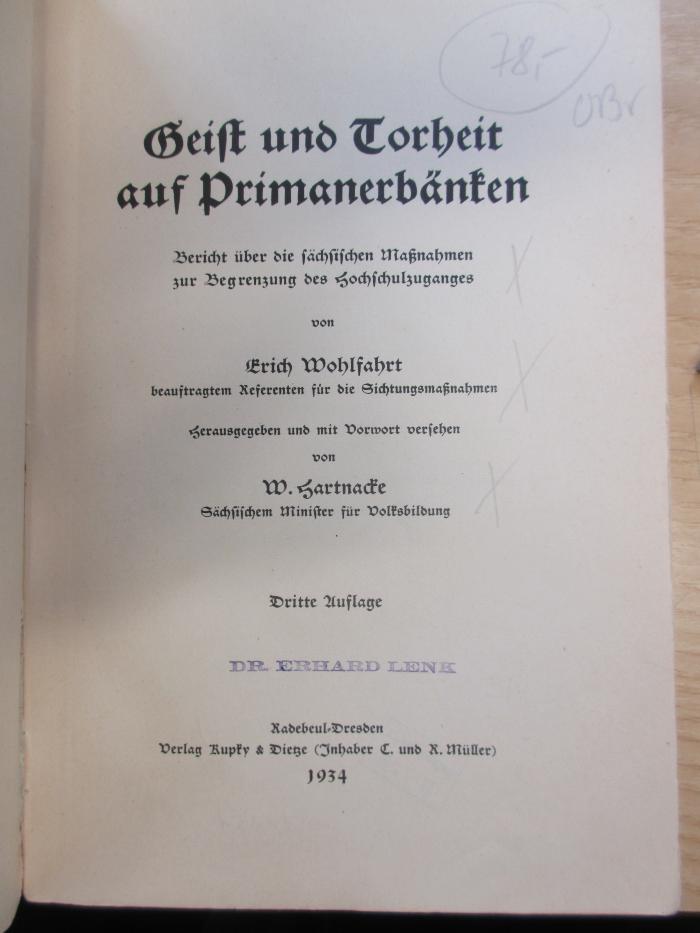 78,-
Geist und Torheit
auf Primanerbänken
Bericht über die sächsischen Maßnahmen
zur Begrenzung des Hochschulzuganges
von
Erich Wohlfahrt
beauftragtem Referenten für die Sichtungsmaßnahmen
Herausgegeben und mit Vorwort versehen
von
W. Hartnacke
Sächsischem Minister für Volksbildung
Dritte Auflage
DR. ERHARD LENK
Radebeul-Dresden
Verlag Kupky & Dietze (Inhaber C. und R. Müller)
1934